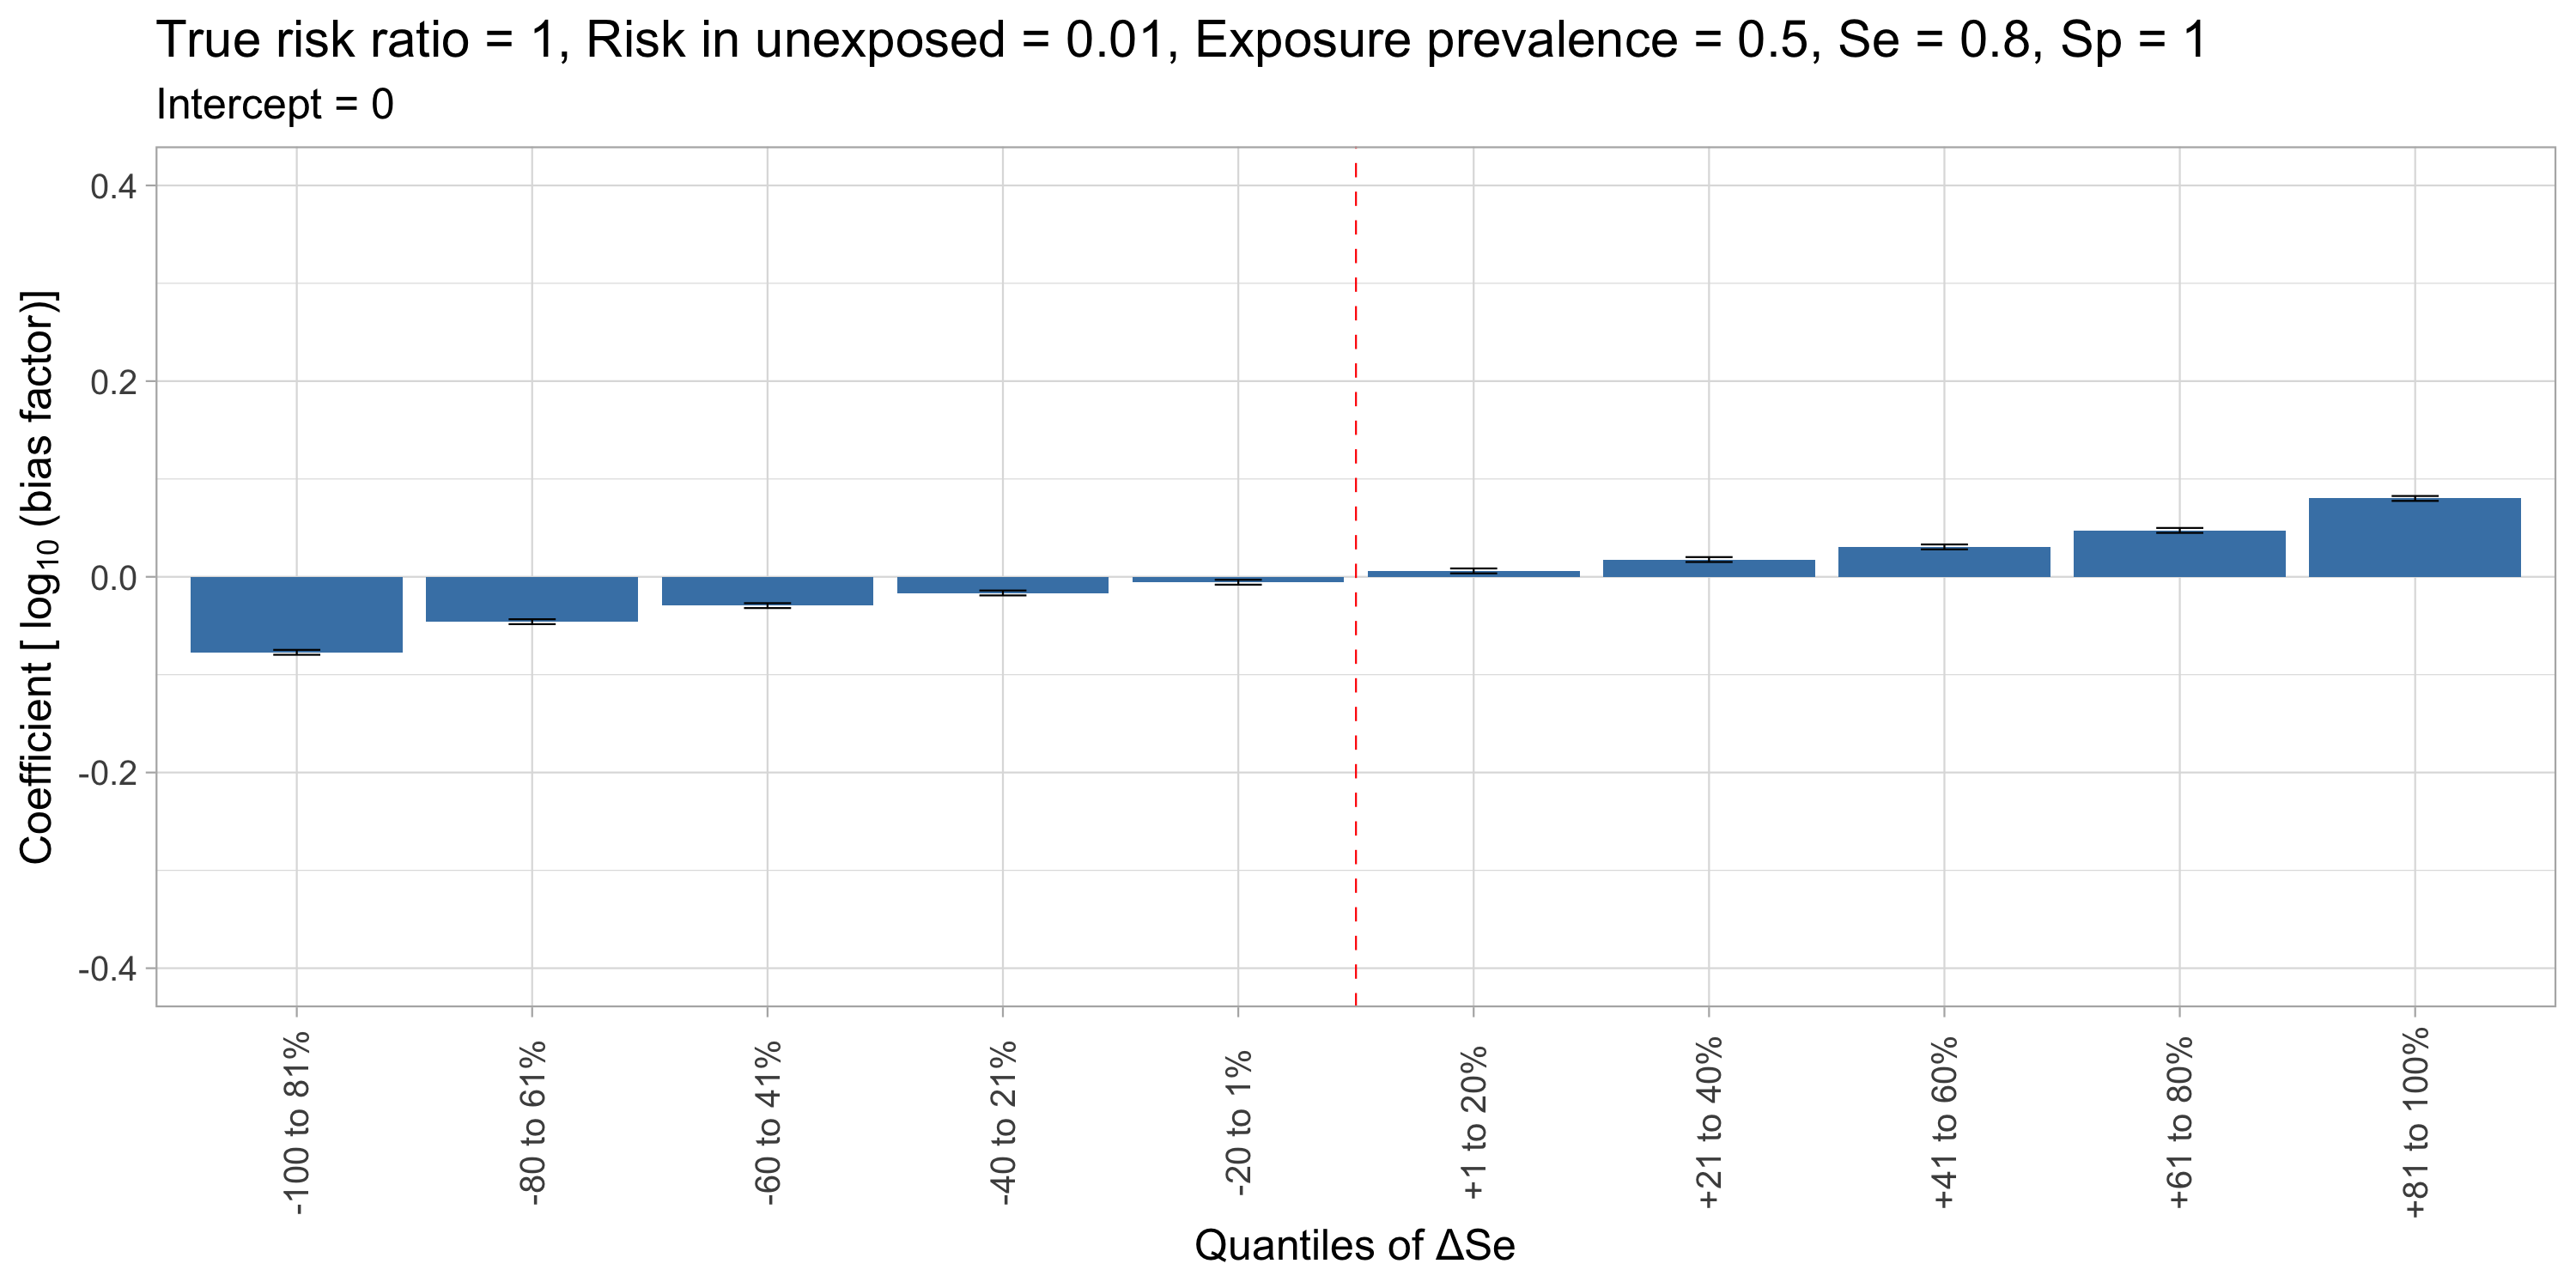 True risk ratio = 1, Risk in unexposed = 0.01, Exposure prevalence = 0.5, Se = 0.8, Sp = 1
Intercept = 0
Coefficient [ log₁₀ (bias factor)]
0.4
0.2
0.0
-0.2
-0.4
-100 to 81%
-80 to 61%
-60 to 41%
-40 to 21%
-20 to 1%
+1 to 20%
+21 to 40%
+41 to 60%
+61 to 80%
+81 to 100%
Quantiles of ΔSe